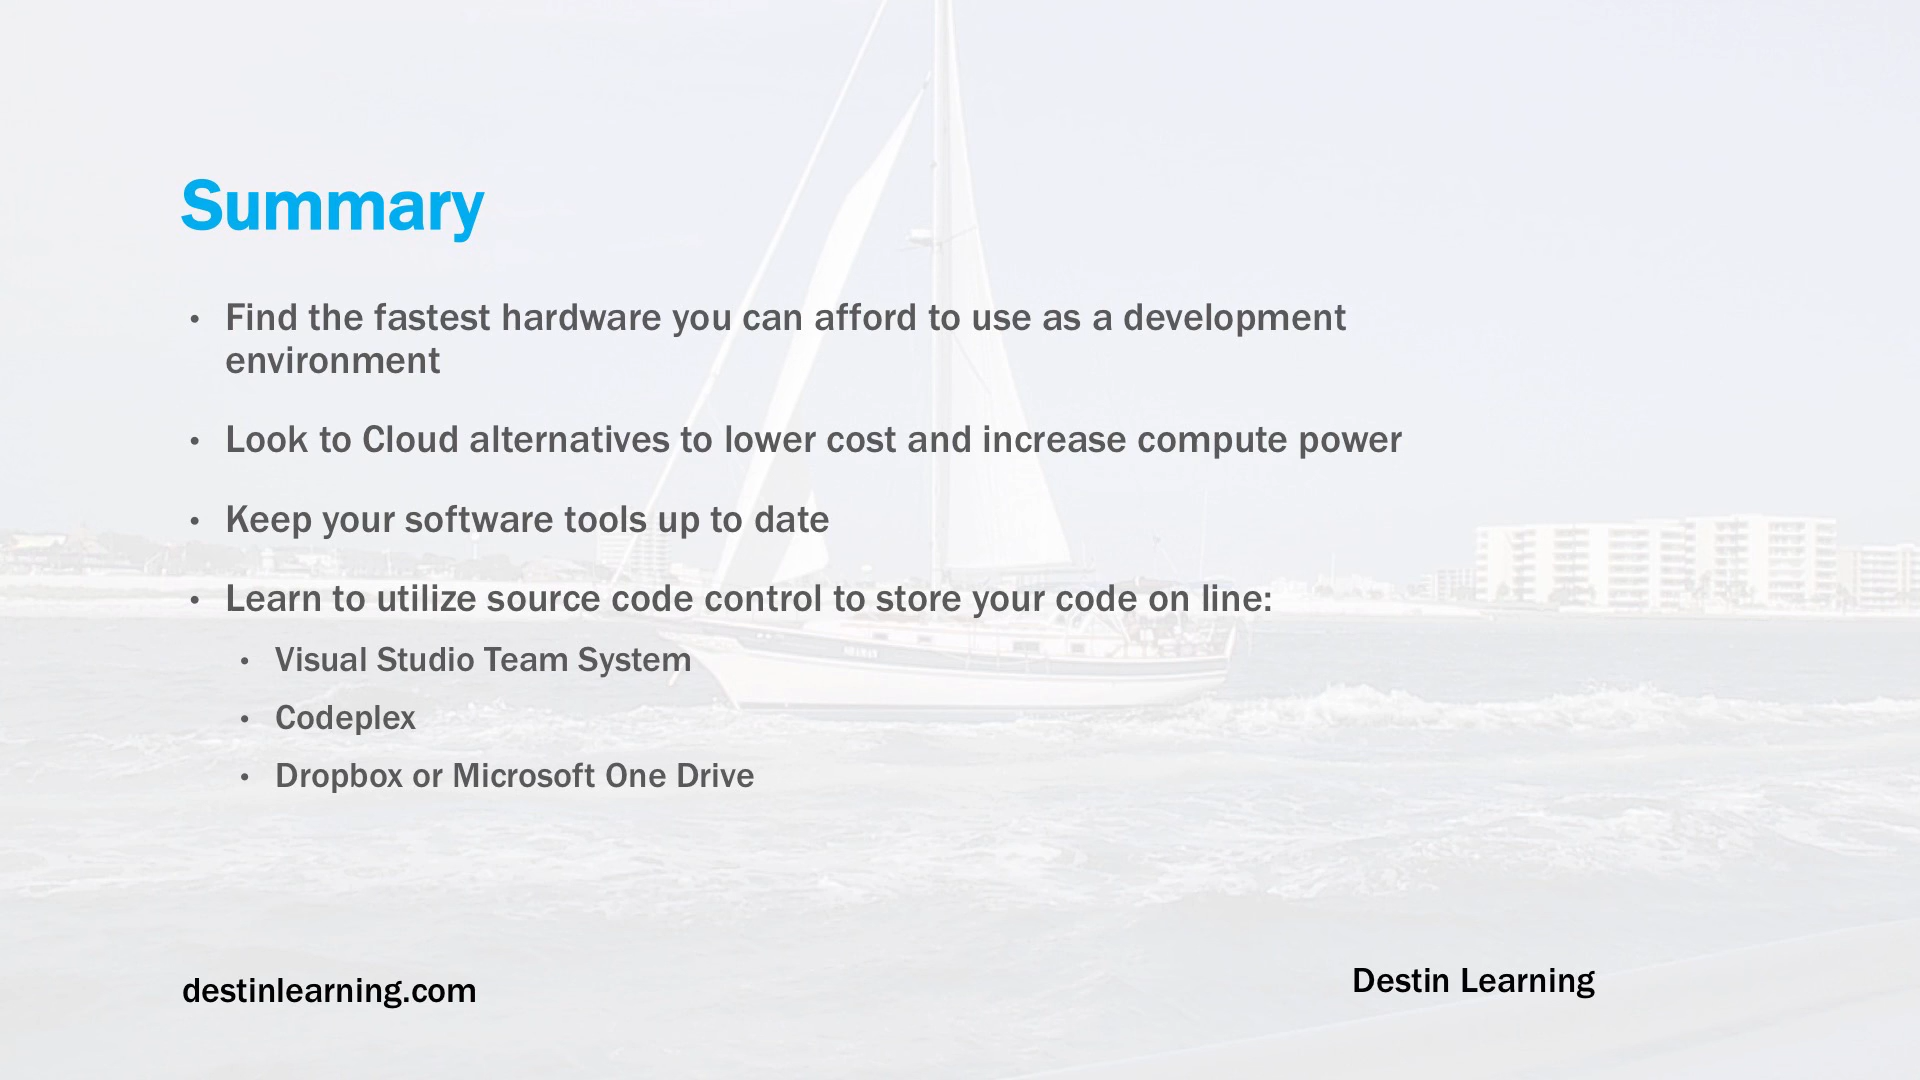 Summary
• Find the fastest hardware you can afford to use as a development
environment
• Look to Cloud alternatives to lower cost and increase compute power
• Keep your software tools up to date
• Learn to utilize source code control to store your code on line:
• Visual Studio Team System
• Codeplex
• Dropbox or Microsoft One Drive
destinlearning.com
Destin Learning